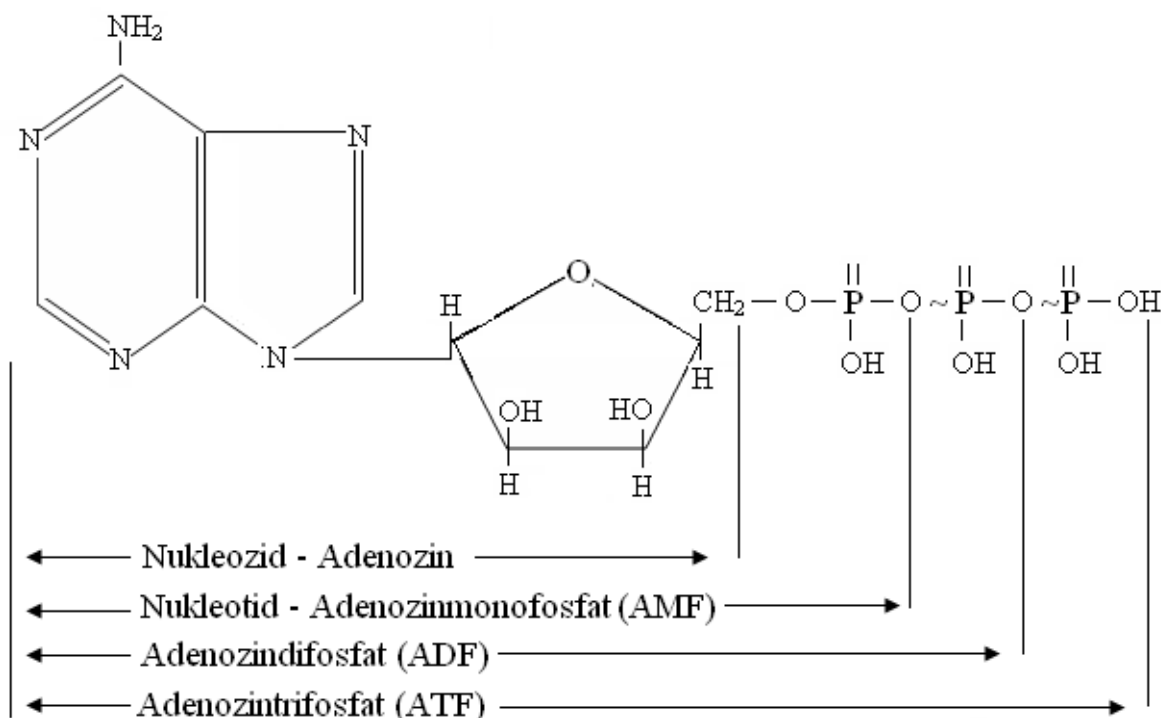 NH₂
N N
O
H CH₂ — O — P — O ~ P — O ~ P — OH
N N H OH OH OH
OH HO
H H
Nukleozid - Adenozin
Nukleotid - Adenozinmonofosfat (AMF)
Adenozindifosfat (ADF)
Adenozintrifosfat (ATF)